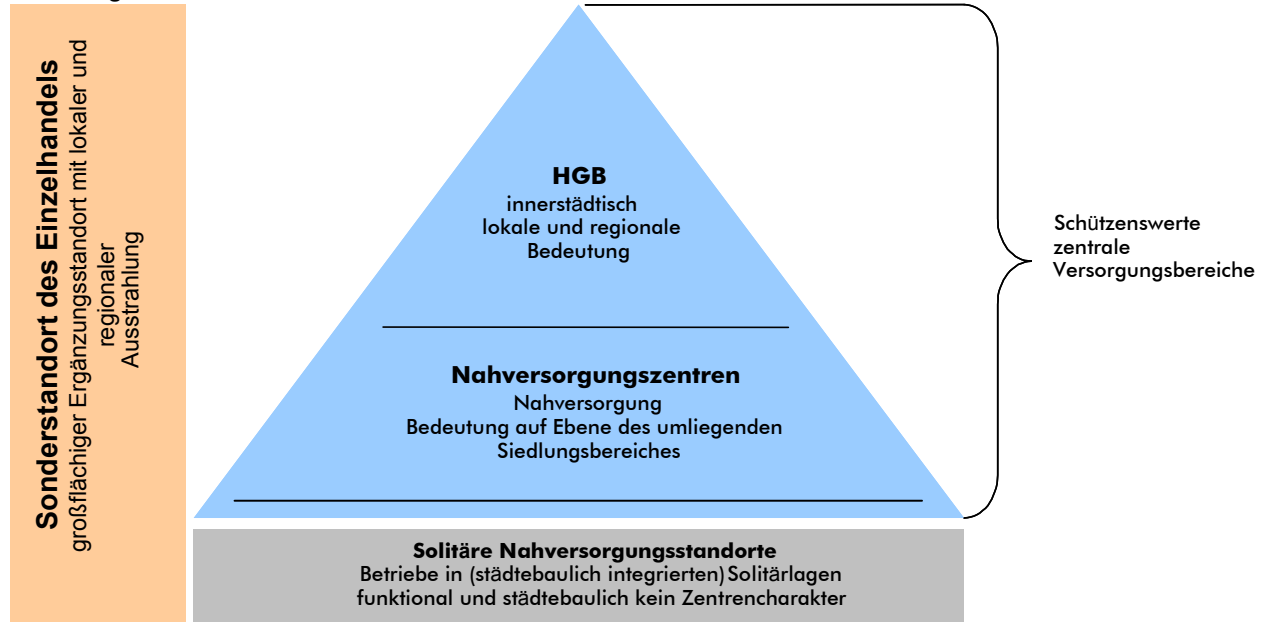 Sonderstandort des Einzelhandels
großflächiger Ergänzungsstandort mit lokaler und
regionaler
Ausstrahlung
HGB
innerstädtisch
lokale und regionale
Bedeutung
Nahversorgungszentren
Nahversorgung
Bedeutung auf Ebene des umliegenden
Siedlungsbereiches
Schützenswerte
zentrale
Versorgungsbereiche
Solitäre Nahversorgungsstandorte
Betriebe in (städtebaulich integrierten) Solitärlagen
funktional und städtebaulich kein Zentrencharakter